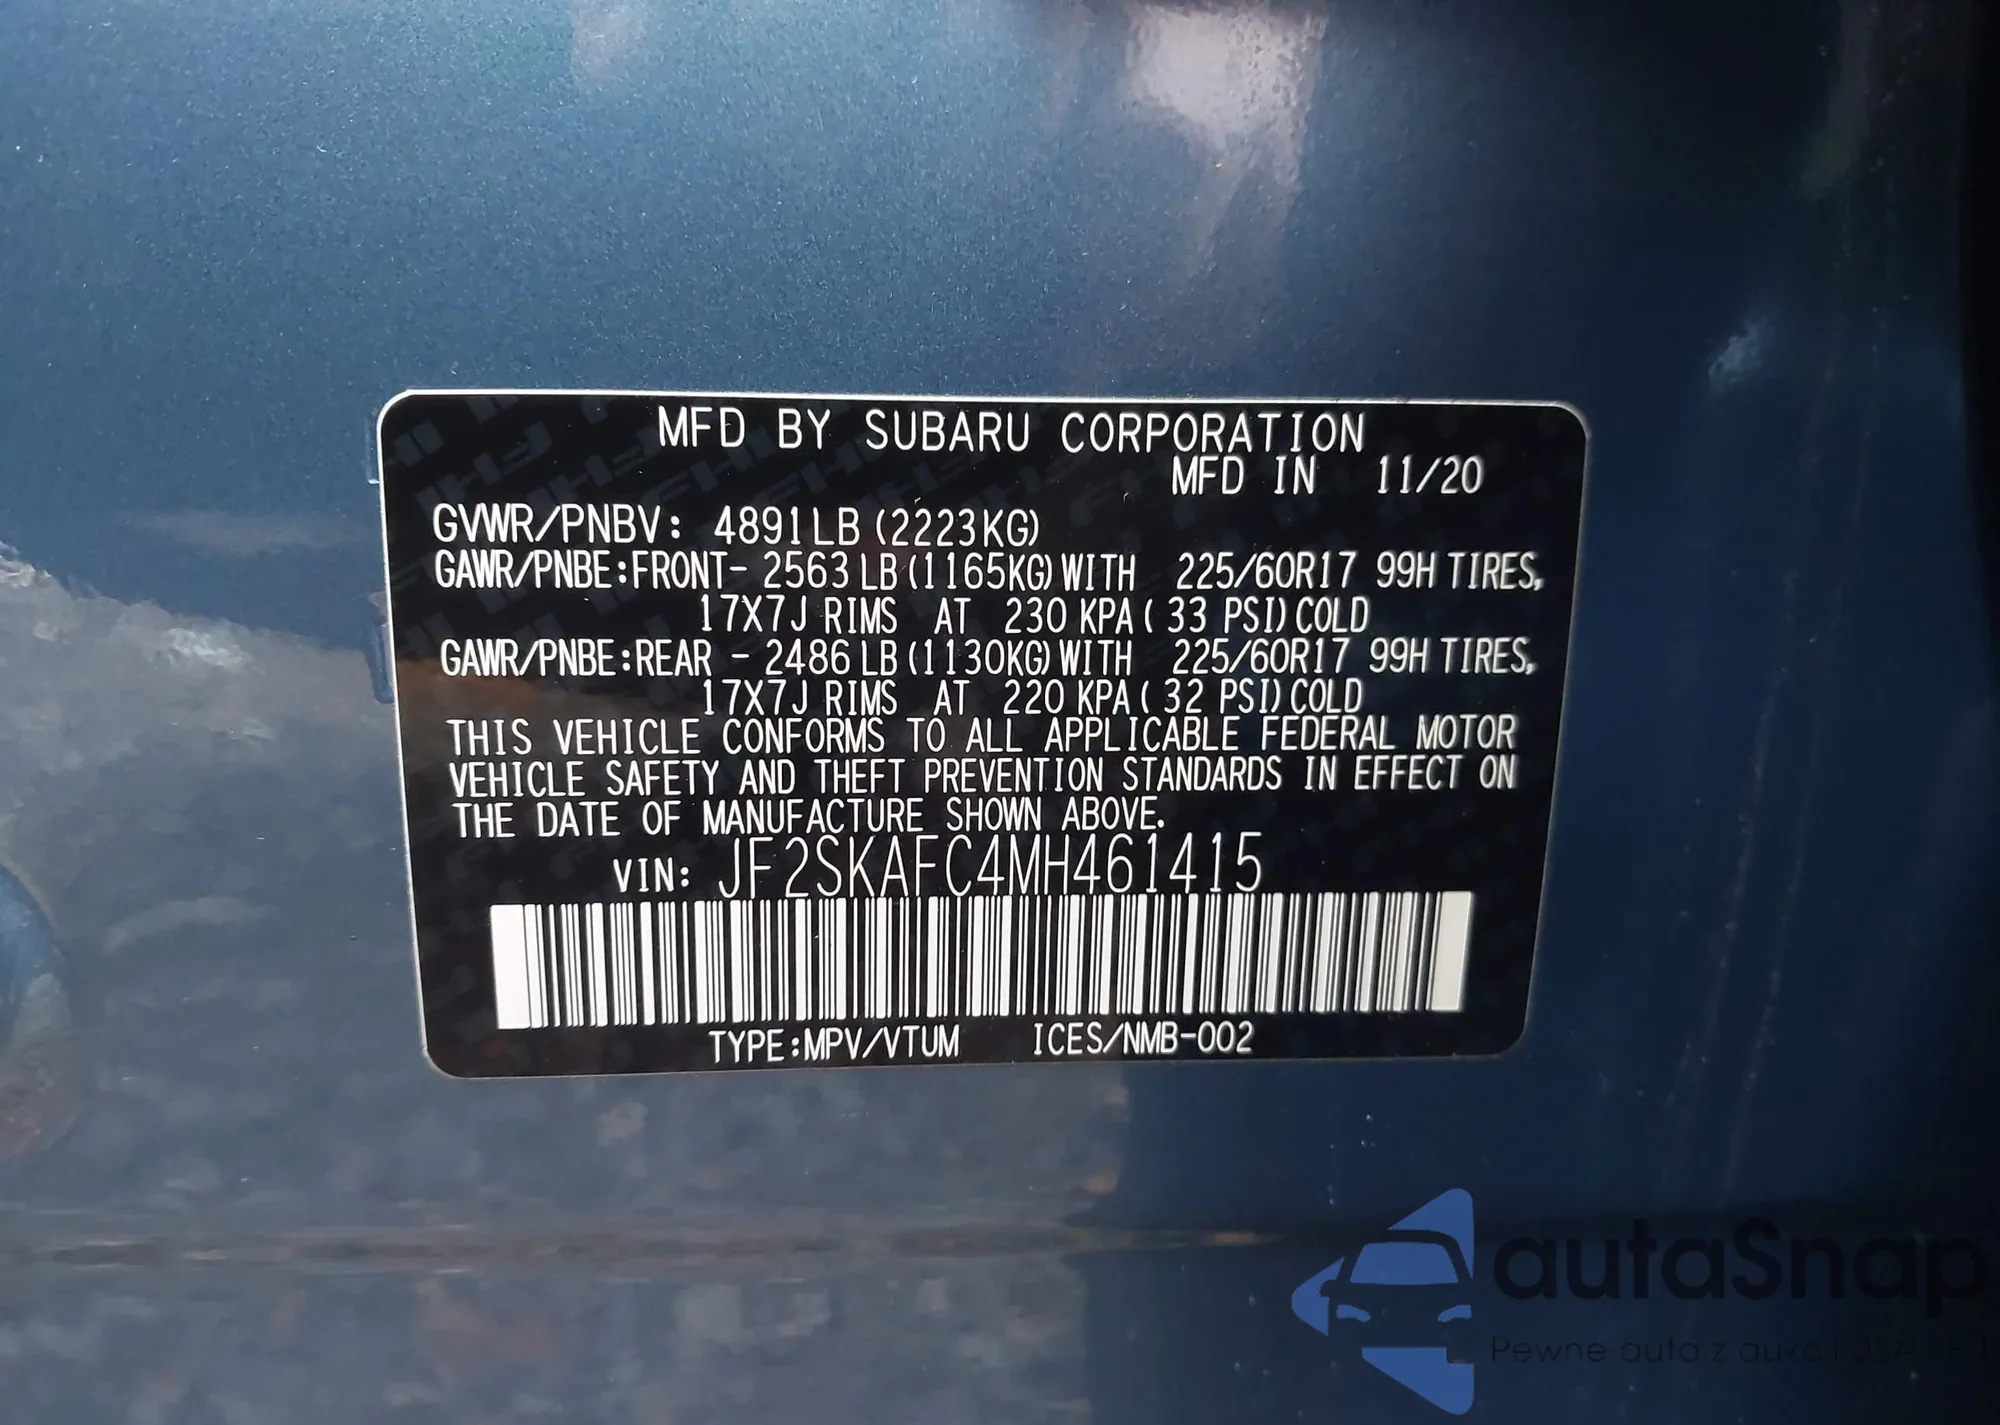 MFD BY SUBARU CORPORATION
MFD IN 11/20
GVWR/PNBV: 4891LB (2223KG)
GAWR/PNBE:FRONT- 2563 LB (1165KG) WITH 225/60R17 99H TIRES,
17X7J RIMS AT 230 KPA ( 33 PSI) COLD
GAWR/PNBE:REAR - 2486 LB (1130KG) WITH 225/60R17 99H TIRES,
17X7J RIMS AT 220 KPA ( 32 PSI) COLD
THIS VEHICLE CONFORMS TO ALL APPLICABLE FEDERAL MOTOR
VEHICLE SAFETY AND THEFT PREVENTION STANDARDS IN EFFECT ON
THE DATE OF MANUFACTURE SHOWN ABOVE.
VIN: JF2SKAFC4MH461415
TYPE:MPV/VTUM ICES/NMB-002
autaSnap
Pewne auta z aukcji USA